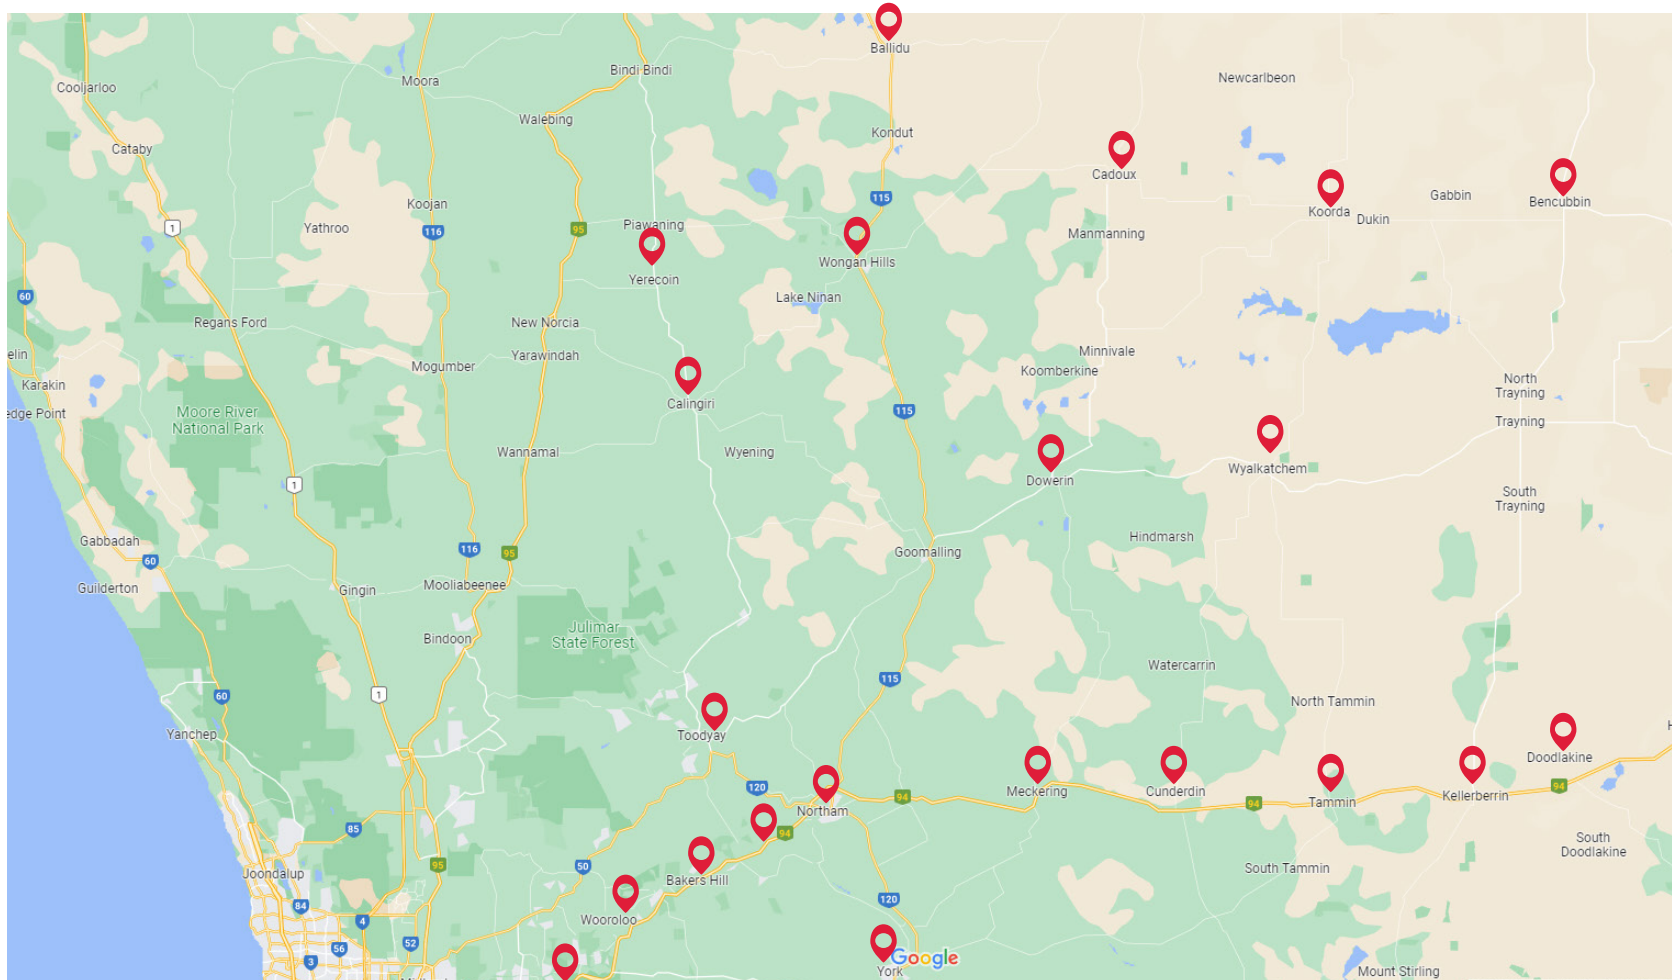 Ballidu
Bindi Bindi
Moora
Newcarlbeon
Cooljarloo
Walebing
Kondut
Cataby
Cadoux
115
Gabbin
Bencubbin
Koojan
Koorda
Dukin
1
Yathroo
116
95
Piawaning
Manmanning
Wongan Hills
Yerecoin
60
Lake Ninan
Regans Ford
New Norcia
elin
Yarawindah
Minnivale
Mogumber
Koomberkine
Karakin
North
Trayning
Calingiri
edge Point
Moore River
National Park
115
Trayning
Wannamal
Wyening
Wyalkatchem
Dowerin
1
South
Trayning
Hindmarsh
Gabbadah
116
95
Goomalling
60
Guilderton
Gingin
Mooliabeenee
Julimar
State Forest
Bindoon
Watercarrin
115
60
1
North Tammin
Yanchep
Toodyay
Doodlakine
120
Meckering
Cunderdin
Kellerberrin
94
94
94
Tammin
Northam
85
94
South
Doodlakine
95
50
Joondalup
Bakers Hill
South Tammin
84
120
4
Wooroloo
56
52
3
Google
York
Mount Stirling